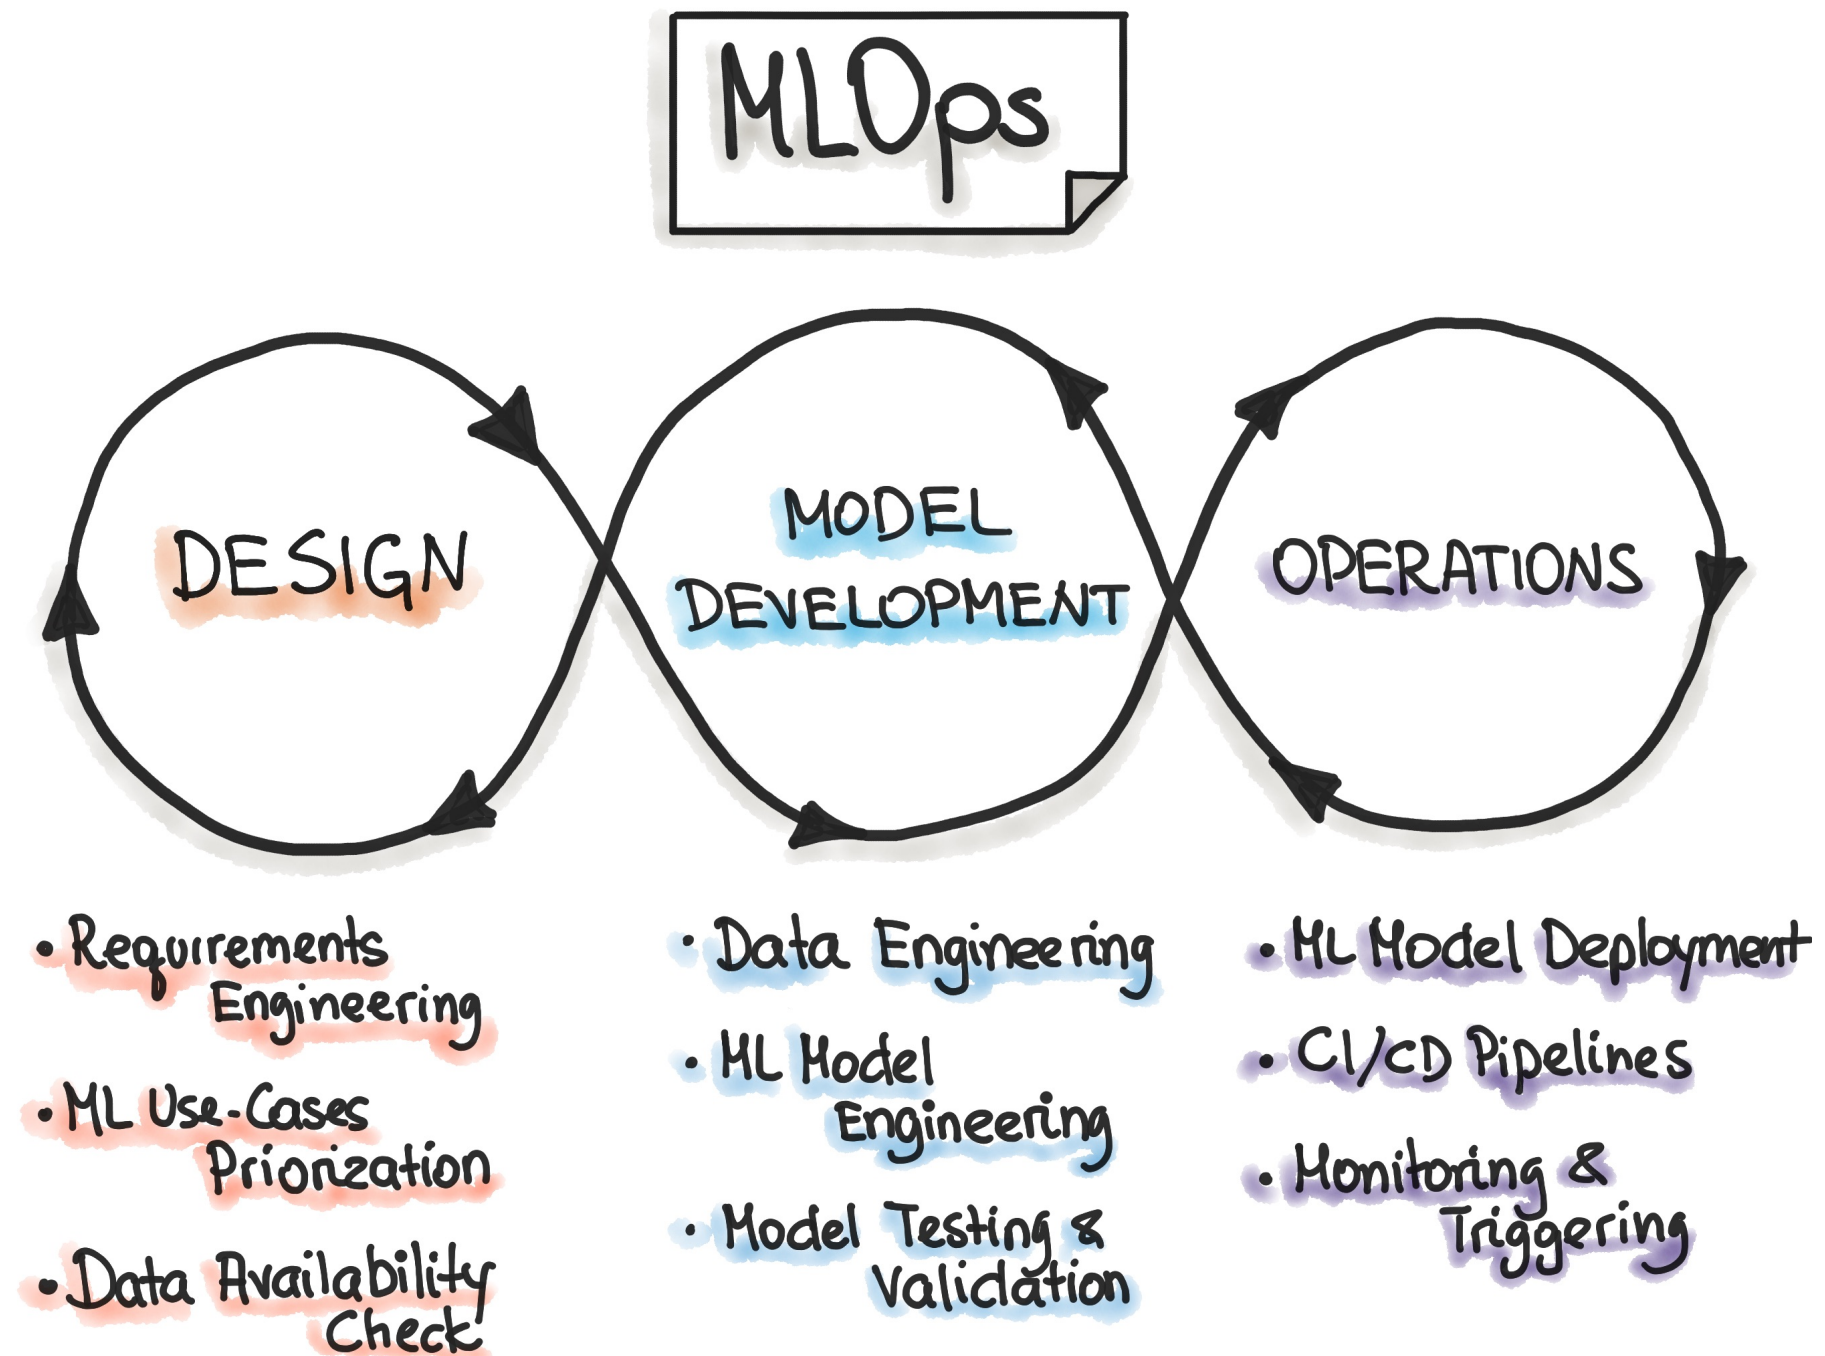 MLOps
DESIGN
MODEL
DEVELOPMENT
OPERATIONS
• Requirements
Engineering
• ML Use-Cases
Priorization
• Data Availability
Check
• Data Engineering
• ML Model
Engineering
• Model Testing &
Validation
• ML Model Deployment
• CI/CD Pipelines
• Monitoring &
Triggering